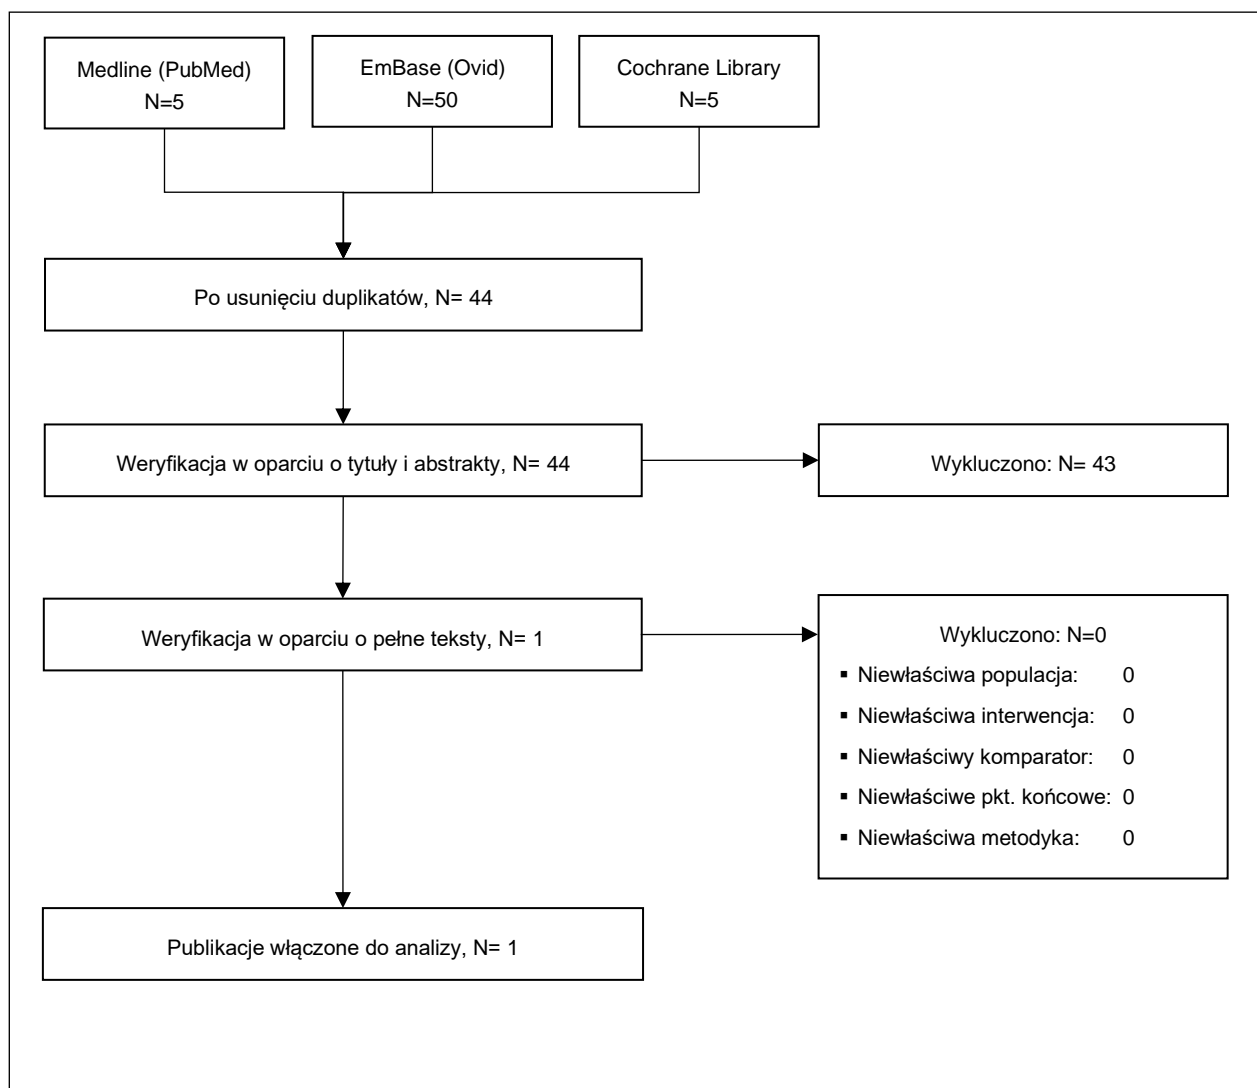 Medline (PubMed)
N=5
EmBase (Ovid)
N=50
Cochrane Library
N=5
Po usunięciu duplikatów, N= 44
Weryfikacja w oparciu o tytuły i abstrakty, N= 44
Wykluczono: N= 43
Weryfikacja w oparciu o pełne teksty, N= 1
Wykluczono: N=0
▪ Niewłaściwa populacja: 0
▪ Niewłaściwa interwencja: 0
▪ Niewłaściwy komparator: 0
▪ Niewłaściwe pkt. końcowe: 0
▪ Niewłaściwa metodyka: 0
Publikacje włączone do analizy, N= 1